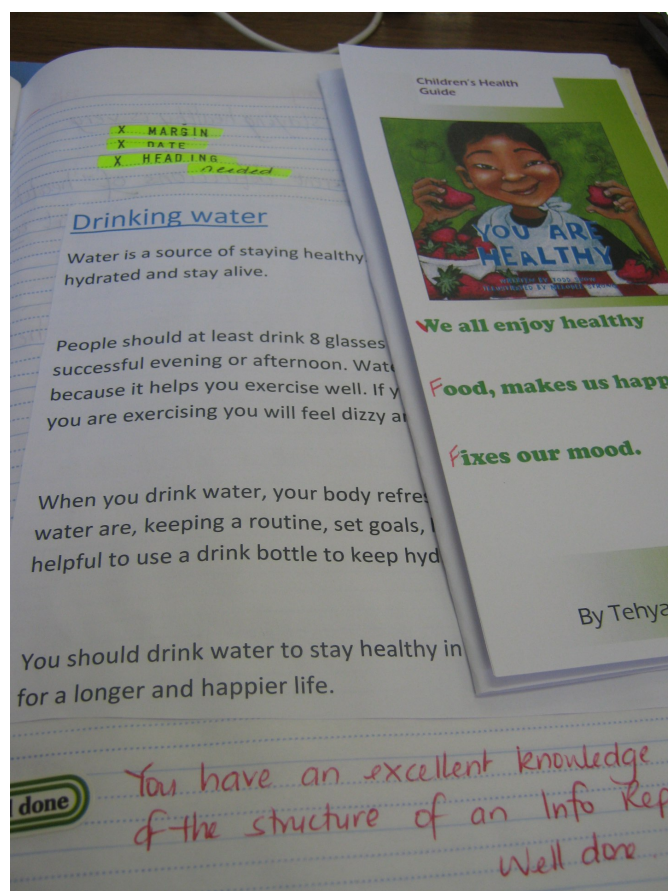 X MARGIN
X DATE
X HEADING
needed
Drinking water
Water is a source of staying healthy
hydrated and stay alive.
People should at least drink 8 glasses
successful evening or afternoon. Wat
because it helps you exercise well. If y
you are exercising you will feel dizzy a
When you drink water, your body refre
water are, keeping a routine, set goals,
helpful to use a drink bottle to keep hyd
You should drink water to stay healthy in
for a longer and happier life.
Children's Health
Guide
YOU ARE
HEALTHY
We all enjoy healthy
Food, makes us happ
Fixes our mood.
By Tehya
done
You have an excellent knowledge
of the structure of an Info Rep
Well done